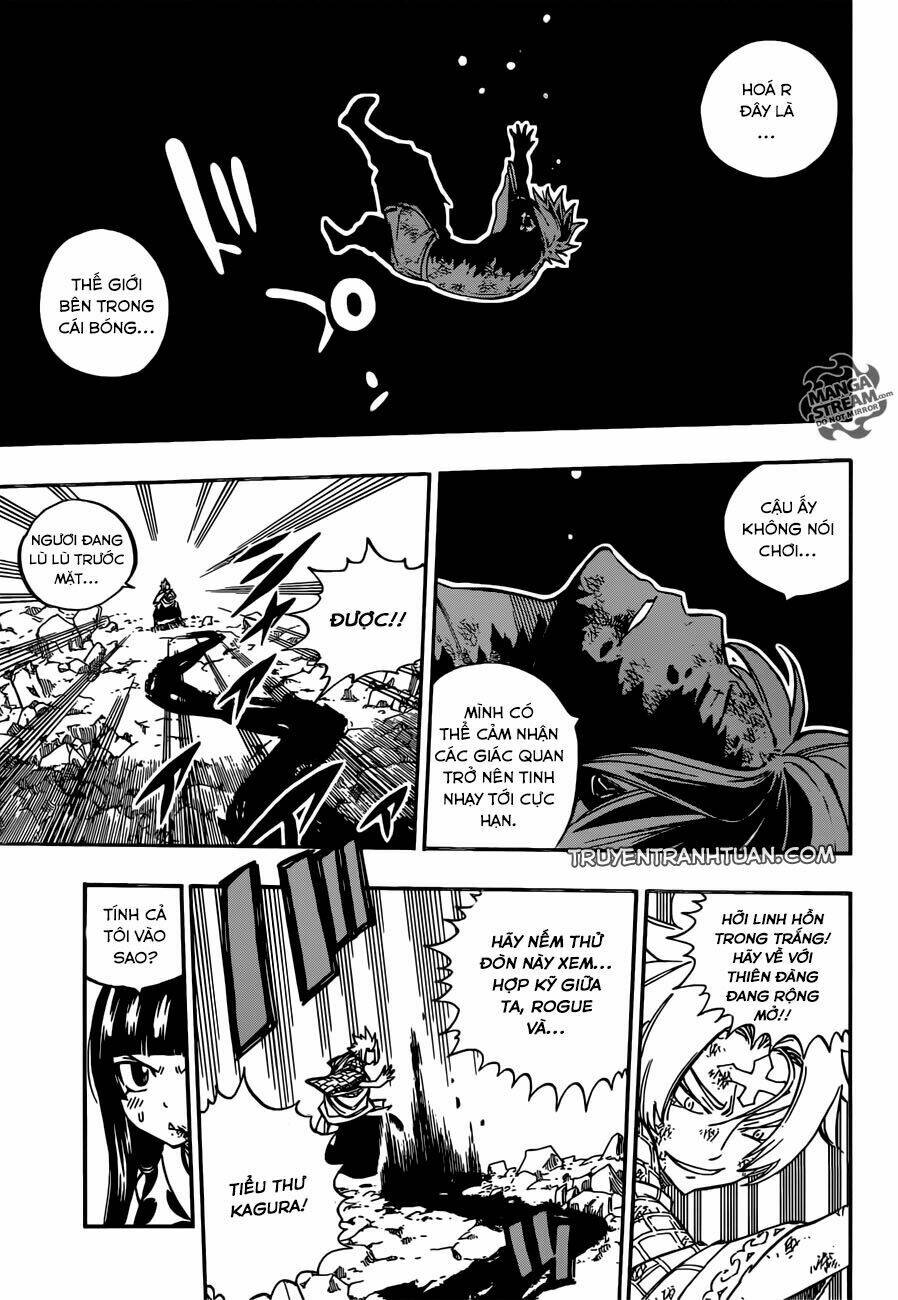 HOÁ R
ĐÂY LÀ
...
THẾ GIỚI
BÊN TRONG
CÁI BÓNG...
MANGA
STREAM.com
DO NOT MIRROR
CẬU ẤY
KHÔNG NÓI
CHƠI...
MÌNH CÓ
THỂ CẢM NHẬN
CÁC GIÁC QUAN
TRỞ NÊN TINH
NHẠY TỚI CỰC
HẠN.
ĐƯỢC!!
NGƯƠI ĐANG
LÙ LÙ TRƯỚC
MẶT...
TRUYENTRANHTUAN.COM
HỠI LINH HỒN
TRONG TRẮNG!
HÃY VỀ VỚI
THIÊN ĐÀNG
ĐANG RỘNG
MỞ!!
HÃY NẾM THỬ
ĐÒN NÀY XEM...
HỢP KỸ GIỮA
TA, ROGUE
VÀ...
TIỂU THƯ
KAGURA!
TÍNH CẢ
TÔI VÀO
SAO?